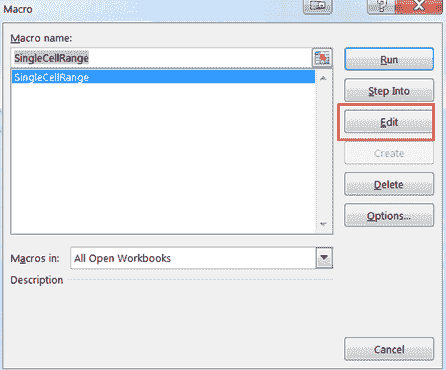 Macro
?
Macro name:
SingleCellRange
SingleCellRange
Run
Step Into
Edit
Create
Delete
Options...
Macros in:
All Open Workbooks
Description
Cancel